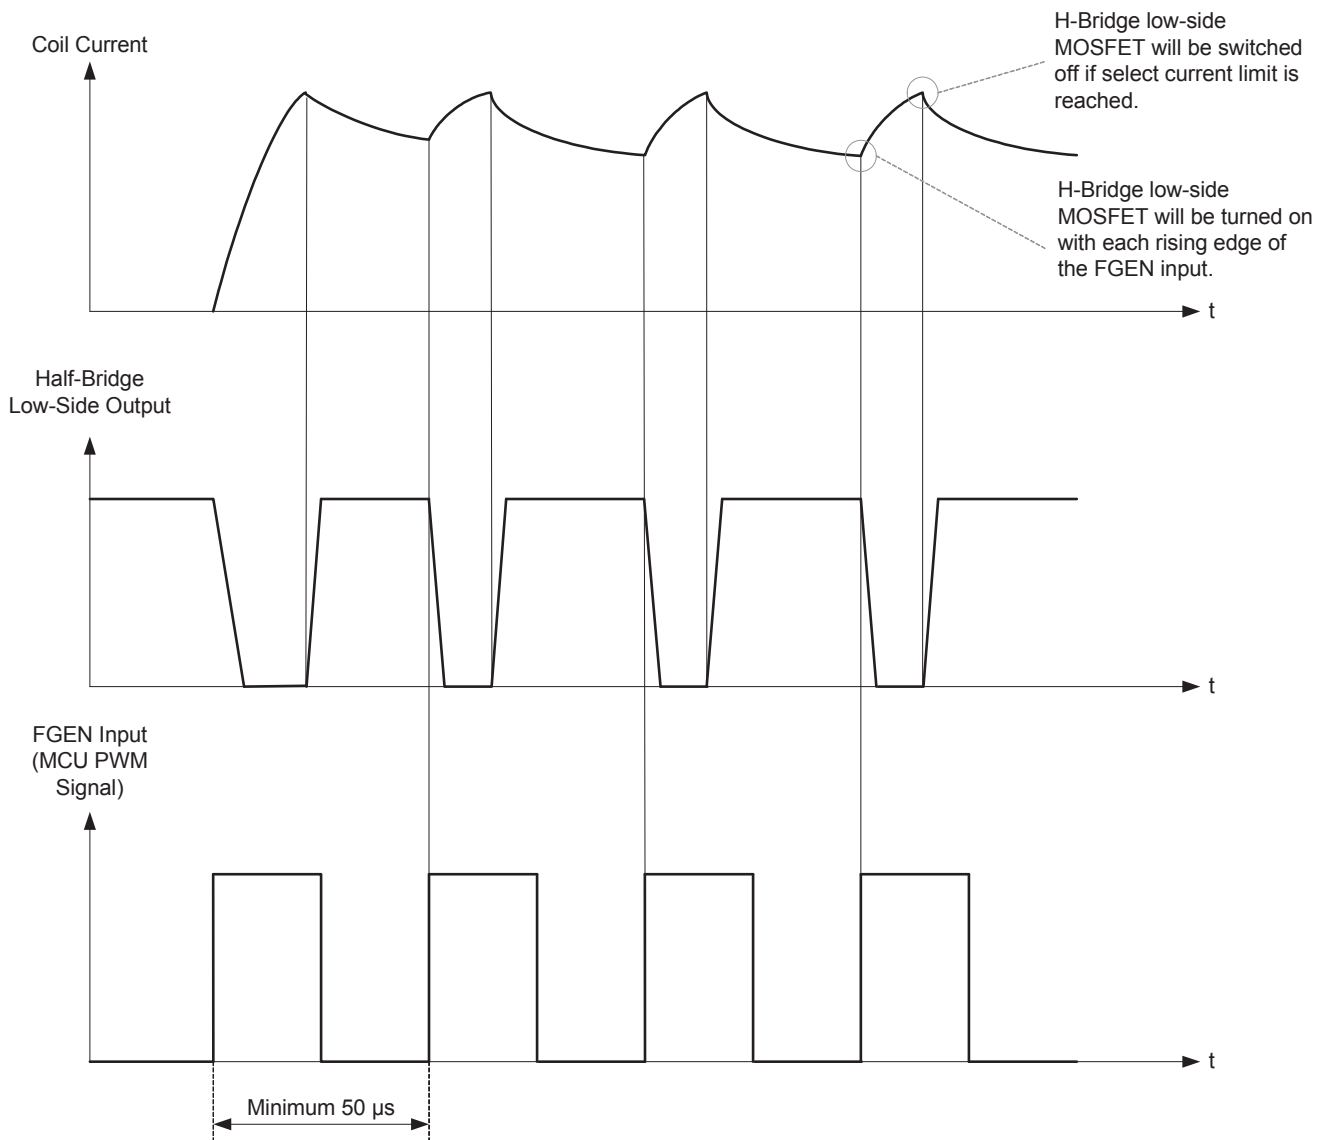 Coil Current
H-Bridge low-side
MOSFET will be switched
off if select current limit is
reached.
H-Bridge low-side
MOSFET will be turned on
with each rising edge of
the FGEN input.
t
Half-Bridge
Low-Side Output
t
FGEN Input
(MCU PWM
Signal)
t
Minimum 50 µs